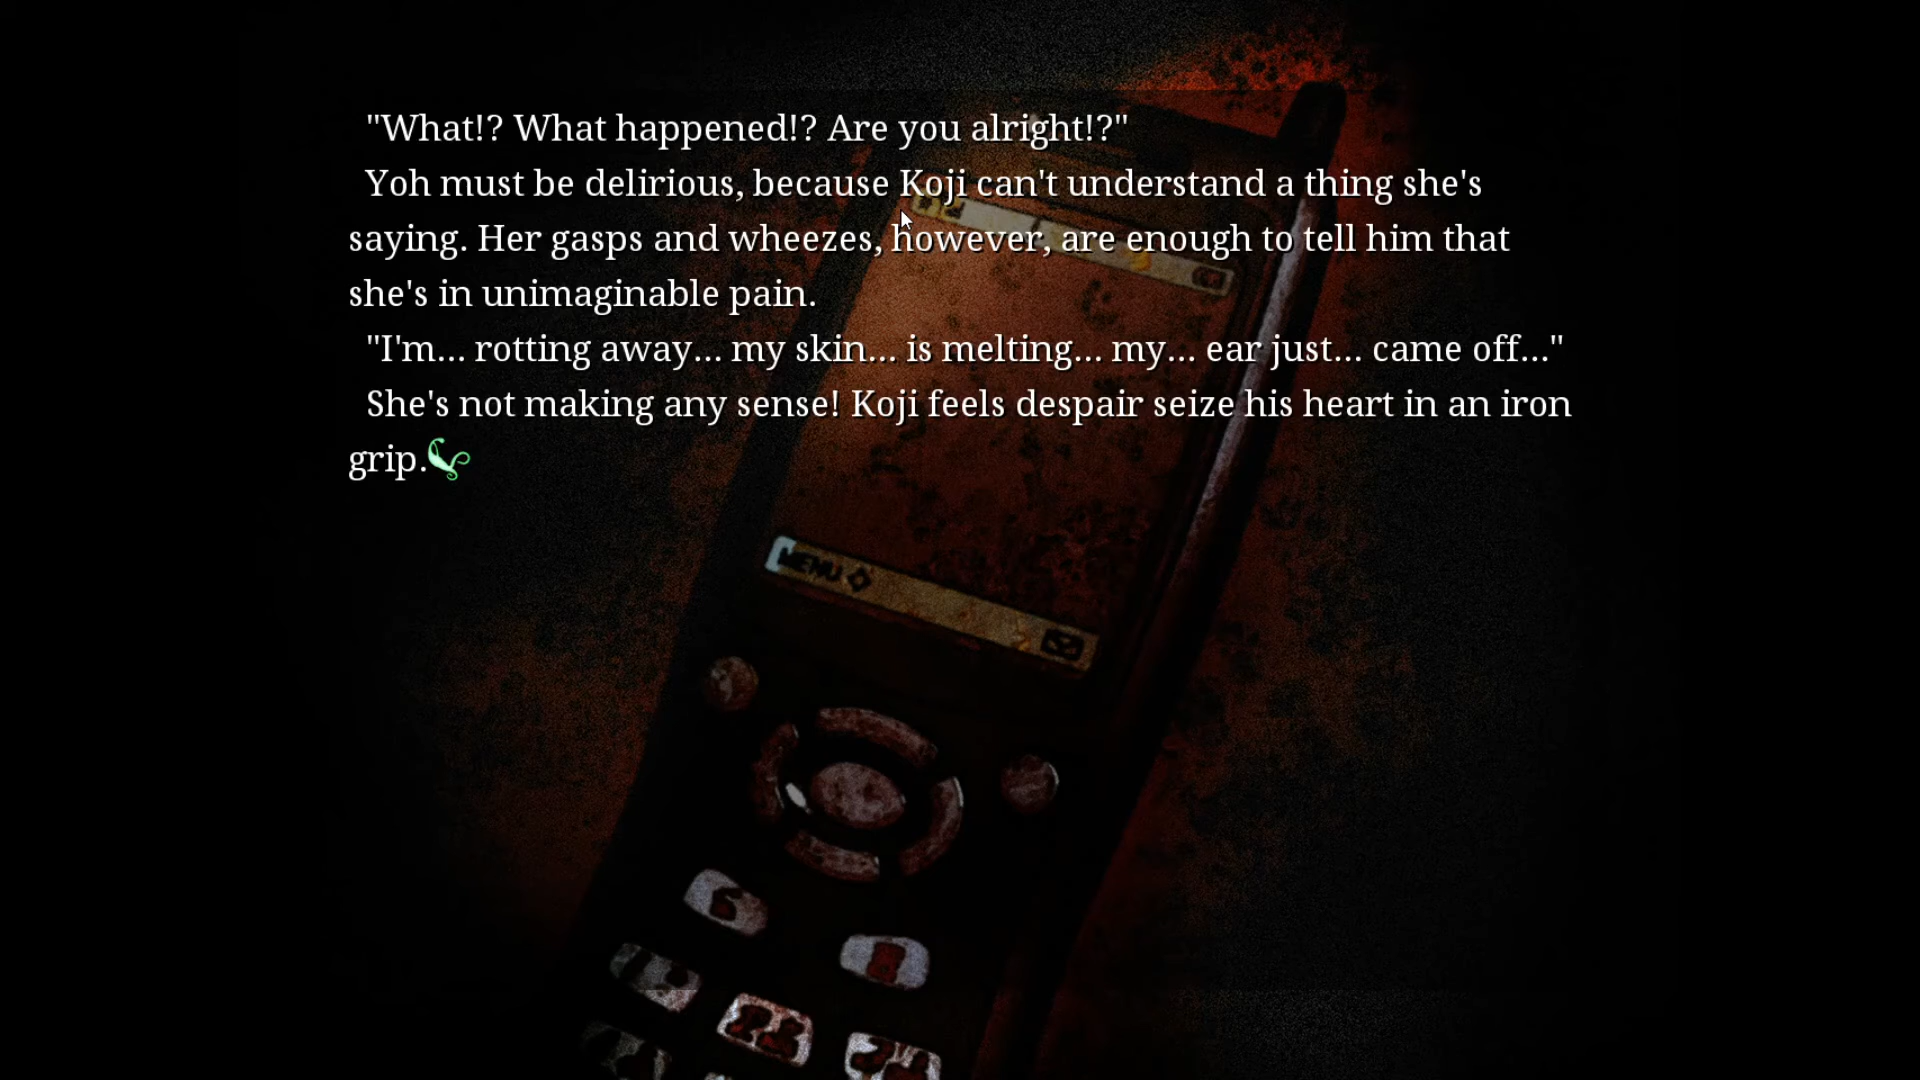 "What!? What happened!? Are you alright!?"
Yoh must be delirious, because Koji can't understand a thing she's
saying. Her gasps and wheezes, however, are enough to tell him that
she's in unimaginable pain.
"I'm... rotting away... my skin... is melting... my... ear just... came off..."
She's not making any sense! Koji feels despair seize his heart in an iron
grip.
MENU